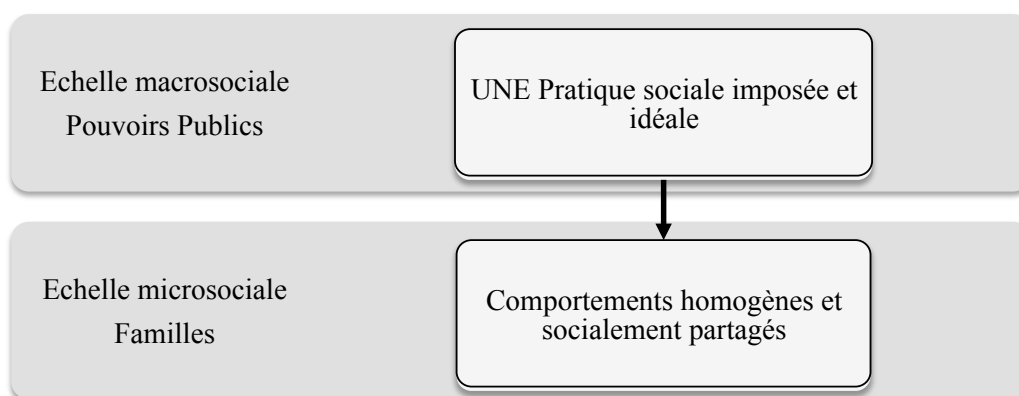 Echelle macrosociale
Pouvoirs Publics
UNE Pratique sociale imposée et
idéale
Echelle microsociale
Familles
Comportements homogènes et
socialement partagés